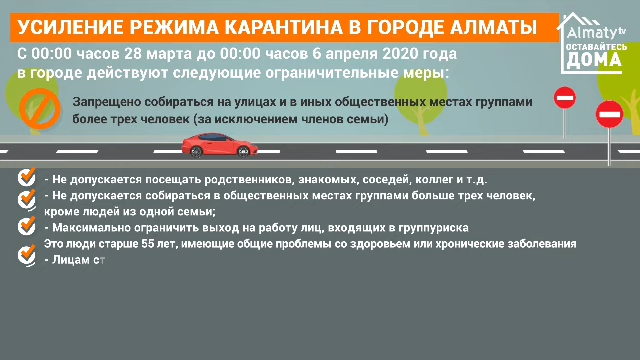 УСИЛЕНИЕ РЕЖИМА КАРАНТИНА В ГОРОДЕ АЛМАТЫ
Almaty tv
ОСТАВАЙТЕСЬ
ДОМА
С 00:00 часов 28 марта до 00:00 часов 6 апреля 2020 года
в городе действуют следующие ограничительные меры:
Запрещено собираться на улицах и в иных общественных местах группами
более трех человек (за исключением членов семьи)
- Не допускается посещать родственников, знакомых, соседей, коллег и т.д.
- Не допускается собираться в общественных местах группами больше трех человек,
кроме людей из одной семьи;
- Максимально ограничить выход на работу лиц, входящих в группуриска
Это люди старше 55 лет, имеющие общие проблемы со здоровьем или хронические заболевания
- Лицам ст